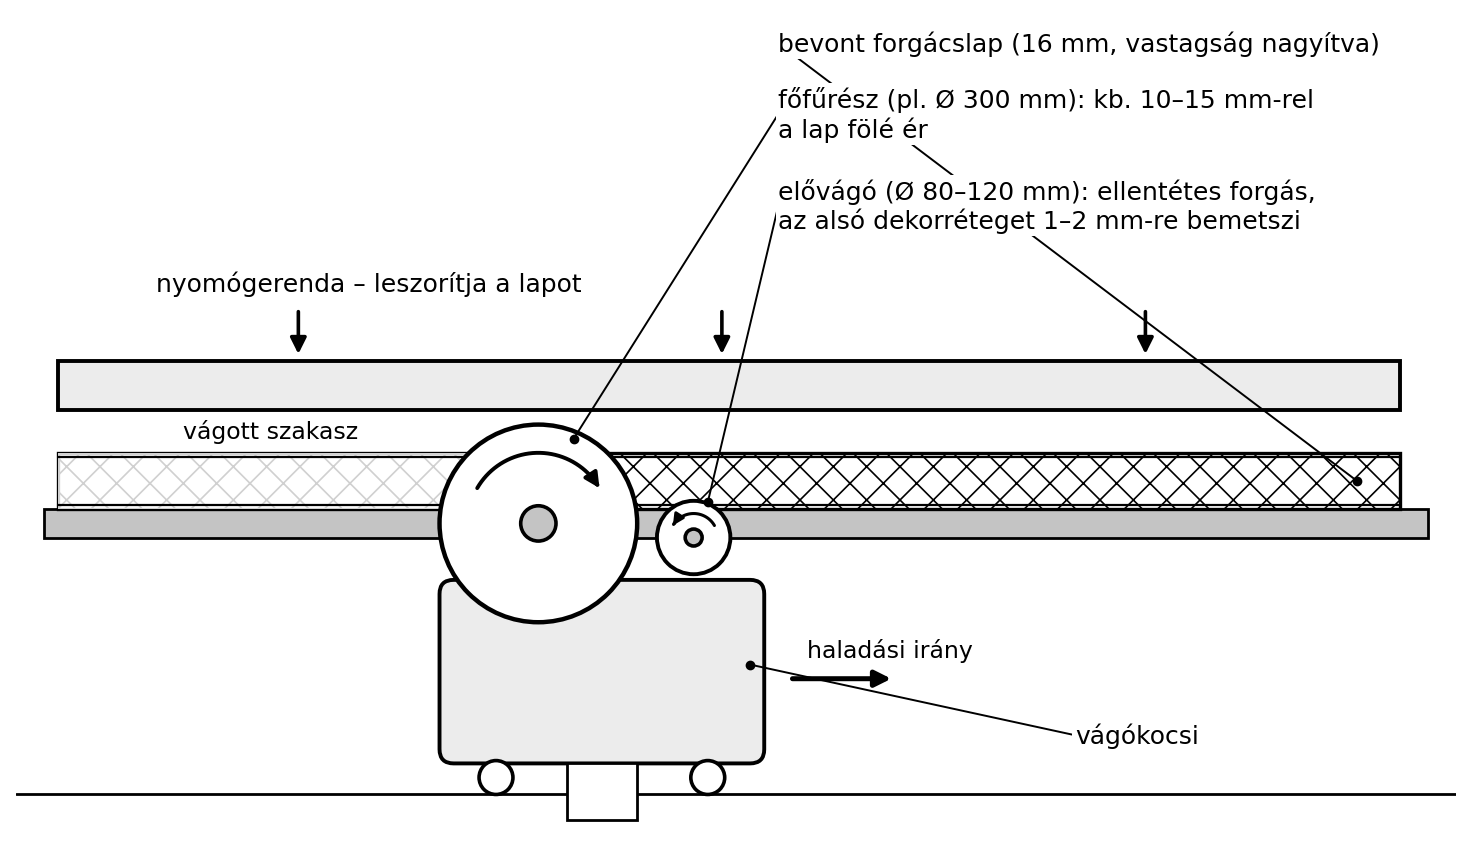 bevont forgácslap (16 mm, vastagság nagyítva)
főfűrész (pl. Ø 300 mm): kb. 10–15 mm-rel
a lap fölé ér
elővágó (Ø 80–120 mm): ellentétes forgás,
az alsó dekorréteget 1–2 mm-re bemetszi
nyomógerenda – leszorítja a lapot
vágott szakasz
haladási irány
vágókocsi